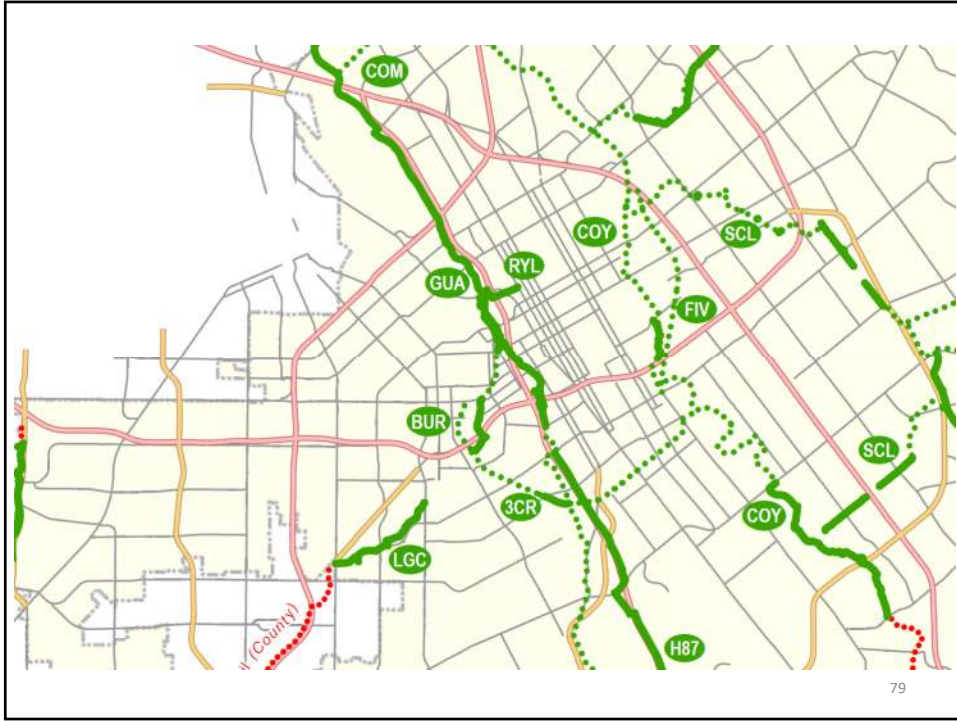 COM
COY
SCL
RYL
GUA
FIV
BUR
SCL
3CR
COY
LGC
(County)
H87
79